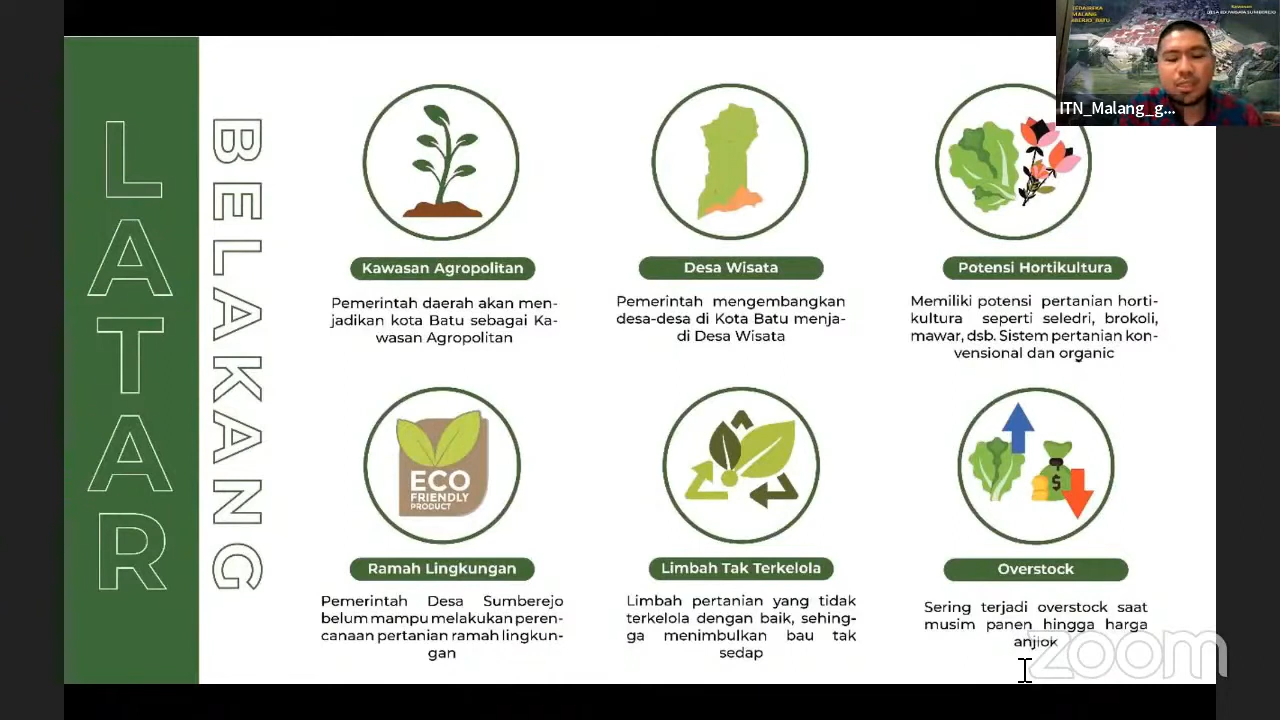 LATAR
BELAKANG
Kawasan Agropolitan
Pemerintah daerah akan men-
jadikan kota Batu sebagai Ka-
wasan Agropolitan
Desa Wisata
Pemerintah mengembangkan
desa-desa di Kota Batu menja-
di Desa Wisata
Potensi Hortikultura
Memiliki potensi pertanian horti-
kultura seperti seledri, brokoli,
mawar, dsb. Sistem pertanian kon-
vensional dan organic
ECO
FRIENDLY
PRODUCT
Ramah Lingkungan
Pemerintah Desa Sumberejo
belum mampu melakukan peren-
canaan pertanian ramah lingkun-
gan
Limbah Tak Terkelola
Limbah pertanian yang tidak
terkelola dengan baik, sehing-
ga menimbulkan bau tak
sedap
$
Overstock
Sering terjadi overstock saat
musim panen hingga harga
anjlok
MALANG
ITN_Malang_g...
zoom